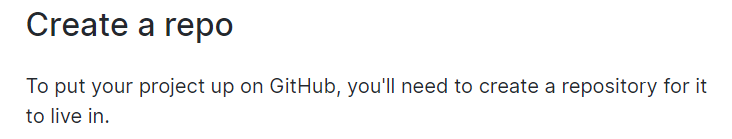 Create a repo
To put your project up on GitHub, you'll need to create a repository for it
to live in.